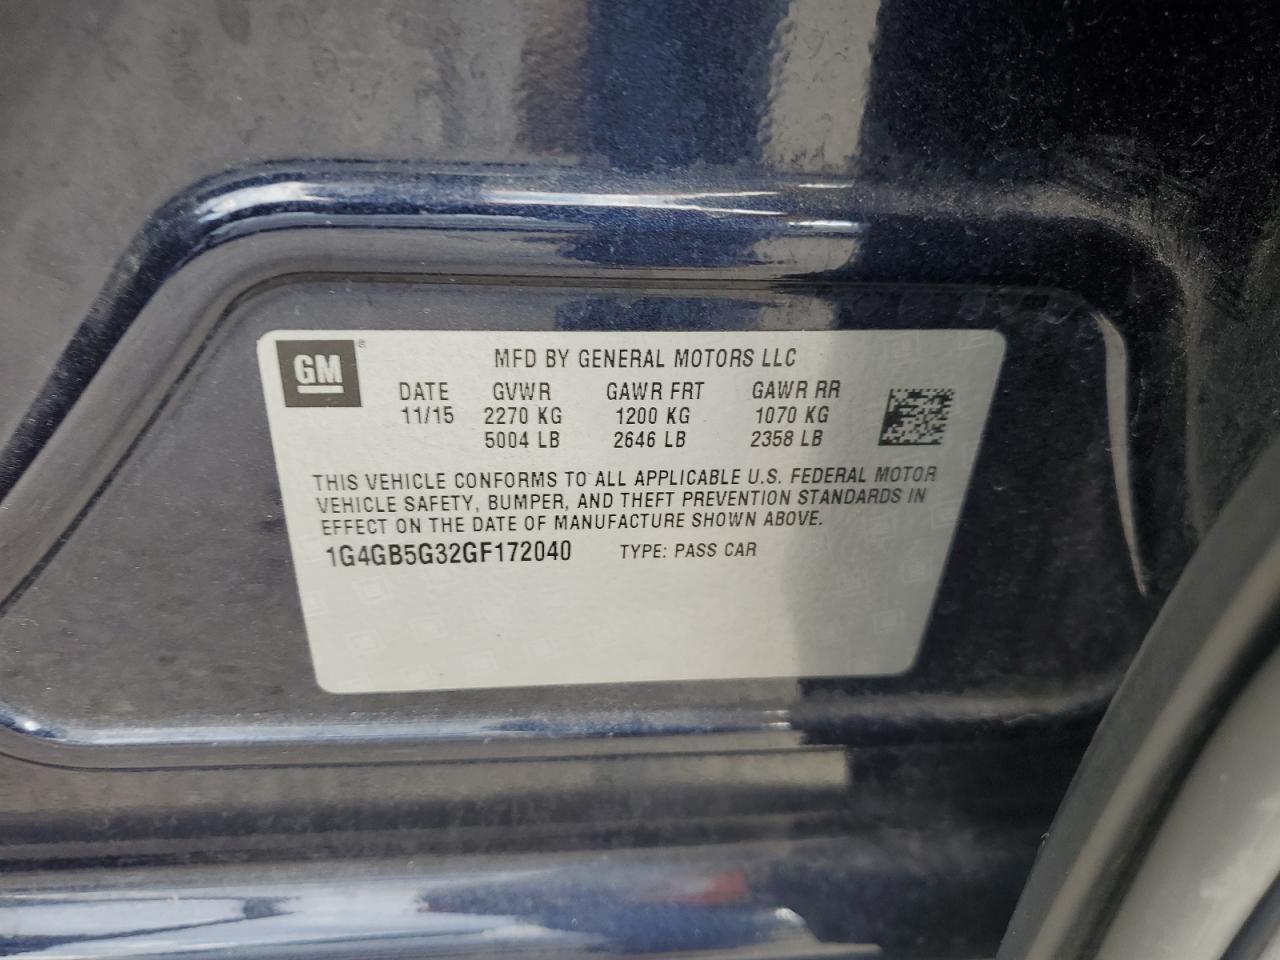 GM ®
MFD BY GENERAL MOTORS LLC
DATE GVWR GAWR FRT GAWR RR
11/15 2270 KG 1200 KG 1070 KG
5004 LB 2646 LB 2358 LB
THIS VEHICLE CONFORMS TO ALL APPLICABLE U.S. FEDERAL MOTOR
VEHICLE SAFETY, BUMPER, AND THEFT PREVENTION STANDARDS IN
EFFECT ON THE DATE OF MANUFACTURE SHOWN ABOVE.
1G4GB5G32GF172040 TYPE: PASS CAR